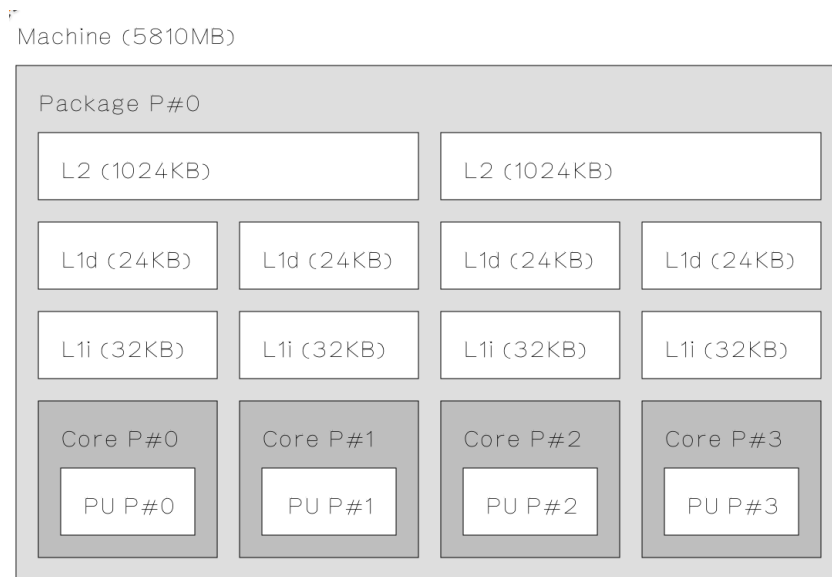 Machine (5810MB)
Package P#0
L2 (1024KB) L2 (1024KB)
L1d (24KB) L1d (24KB) L1d (24KB) L1d (24KB)
L1i (32KB) L1i (32KB) L1i (32KB) L1i (32KB)
Core P#0 Core P#1 Core P#2 Core P#3
PU P#0 PU P#1 PU P#2 PU P#3